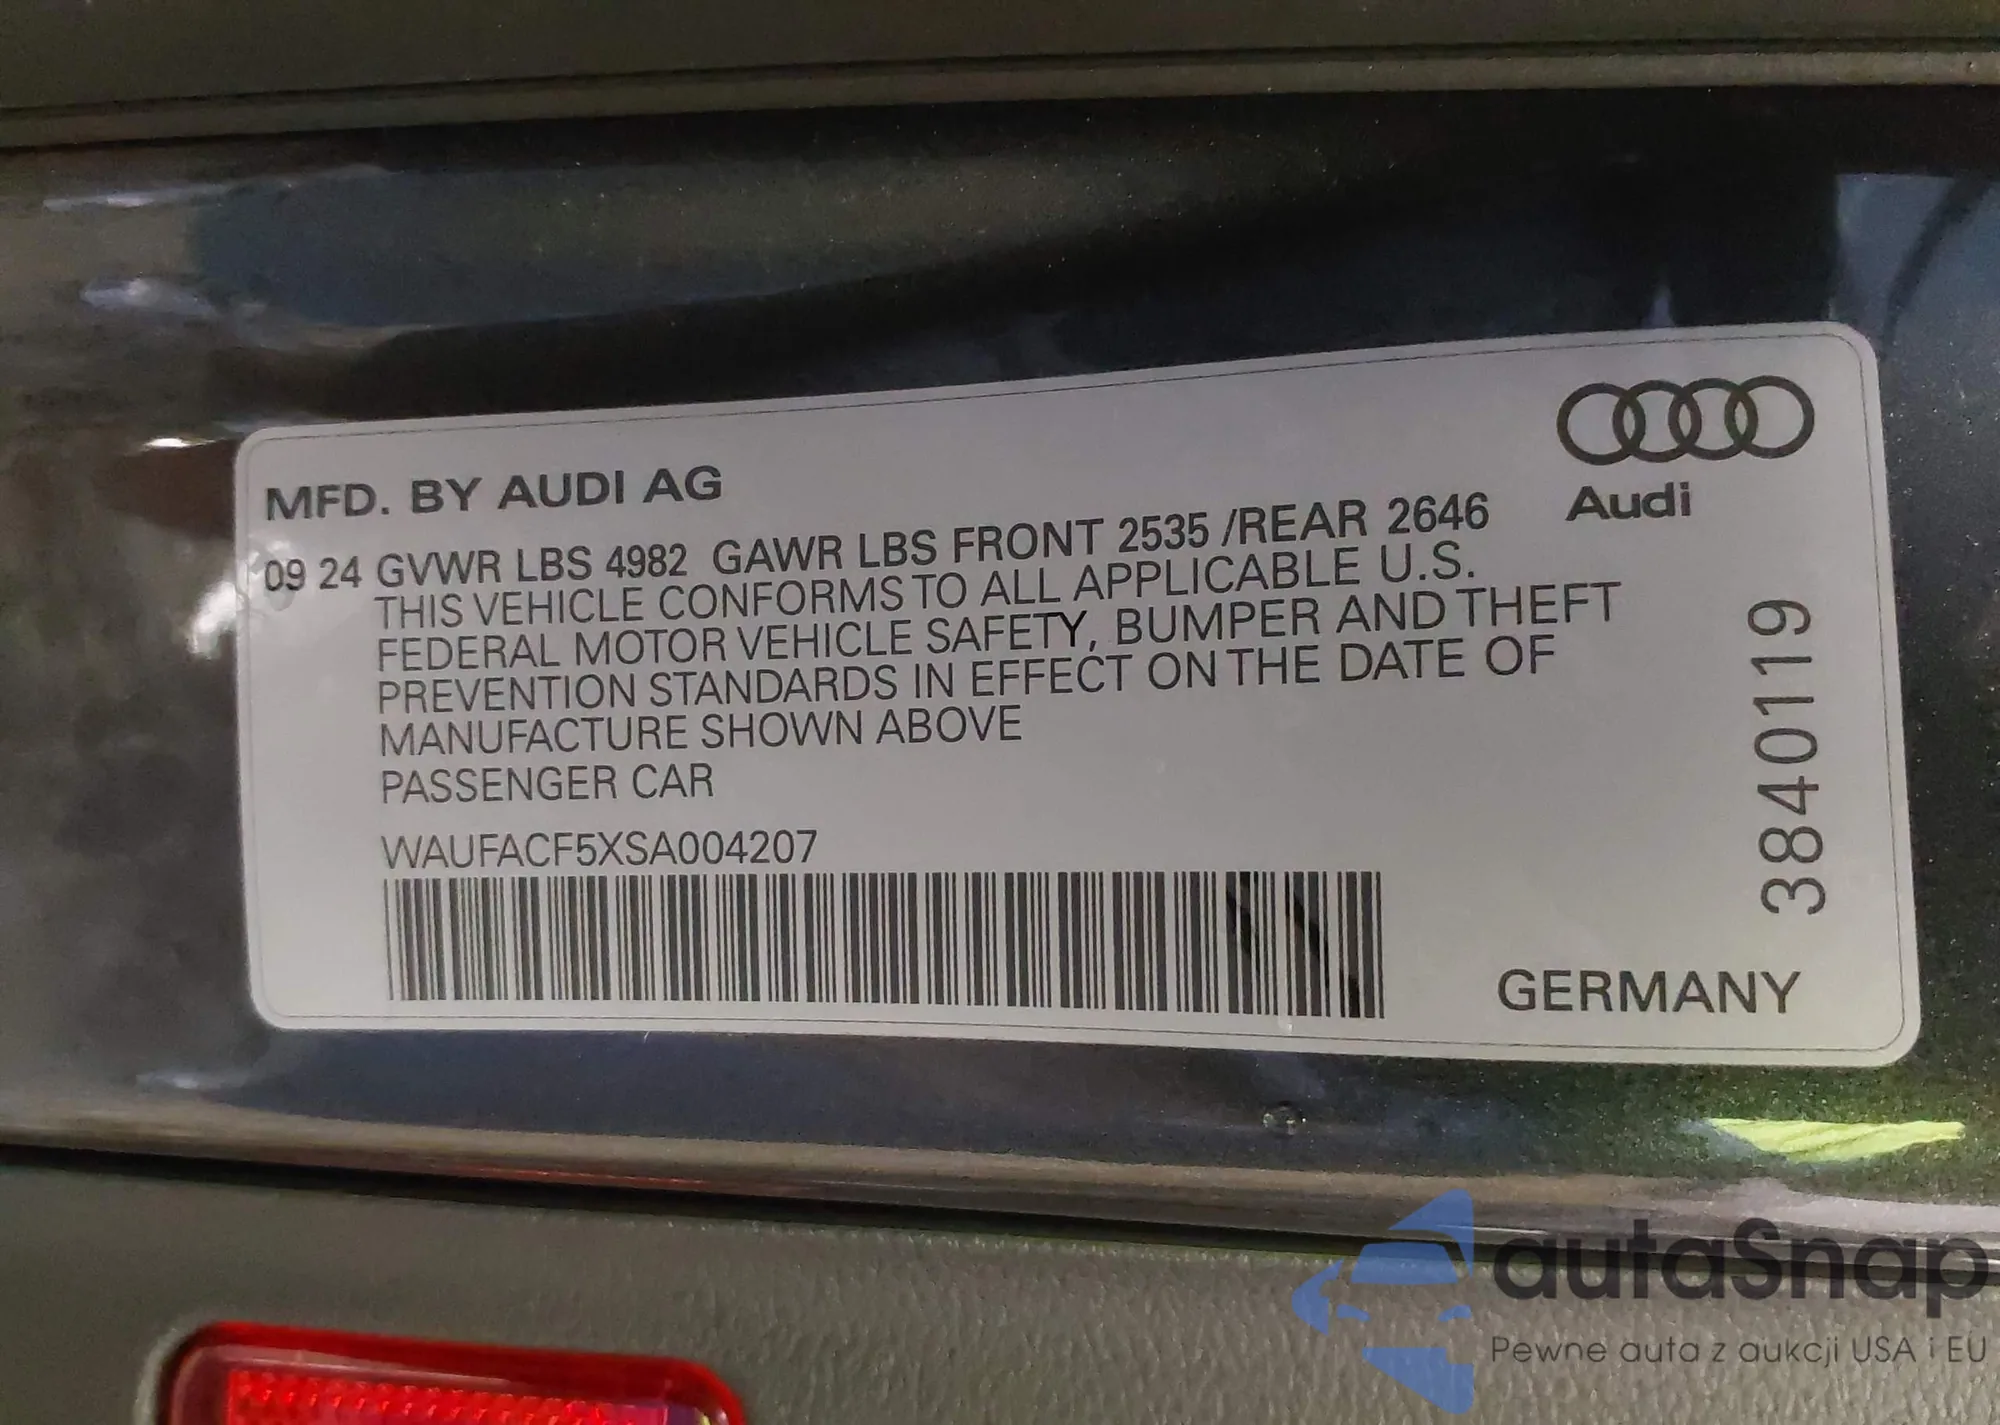 MFD. BY AUDI AG
Audi
09 24 GVWR LBS 4982 GAWR LBS FRONT 2535 /REAR 2646
THIS VEHICLE CONFORMS TO ALL APPLICABLE U.S.
FEDERAL MOTOR VEHICLE SAFETY, BUMPER AND THEFT
PREVENTION STANDARDS IN EFFECT ON THE DATE OF
MANUFACTURE SHOWN ABOVE
PASSENGER CAR
WAUFACF5XSA004207
3840119
GERMANY
autaSnap
Pewne auta z aukcji USA i EU